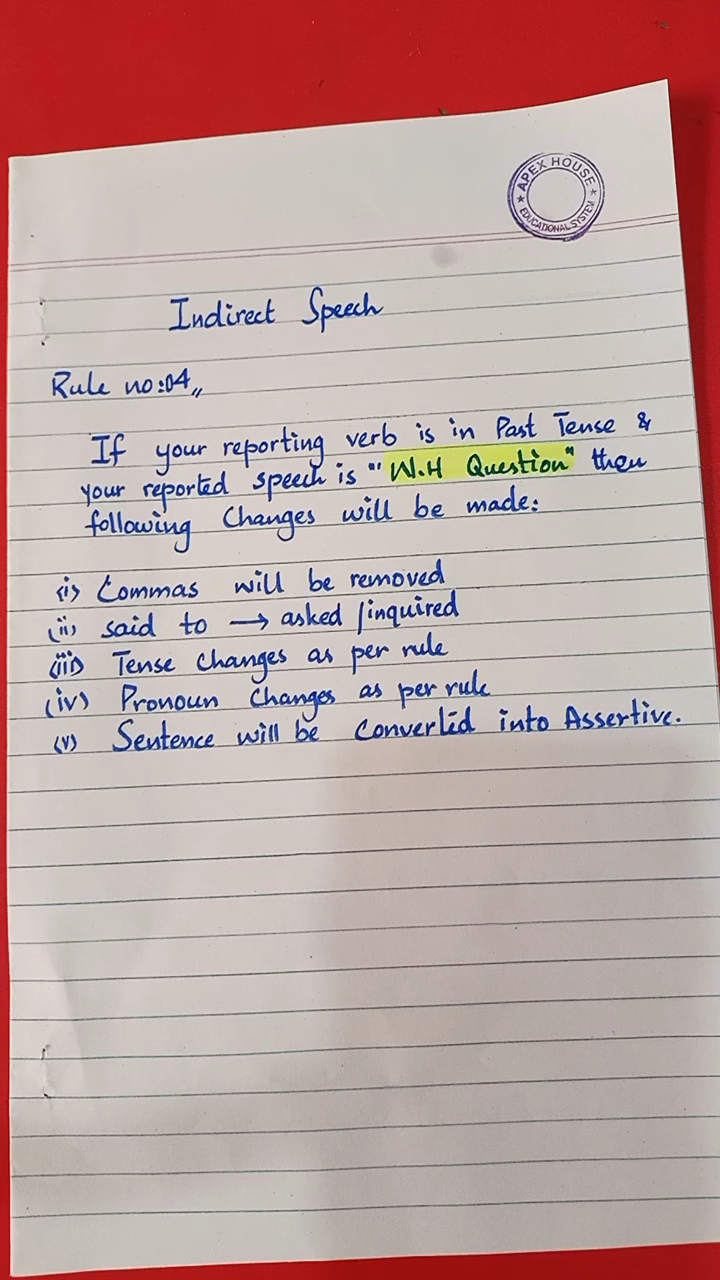 ★ APEX HOUSE ★
EDUCATIONAL SYSTEM
Indirect Speech
Rule no:04,,
If your reporting verb is in Past Tense &
your reported speech is "W.H Question" then
following Changes will be made:
(i) Commas will be removed
(ii) said to → asked / inquired
(iii) Tense changes as per rule
(iv) Pronoun Changes as per rule
(v) Sentence will be Converted into Assertive.